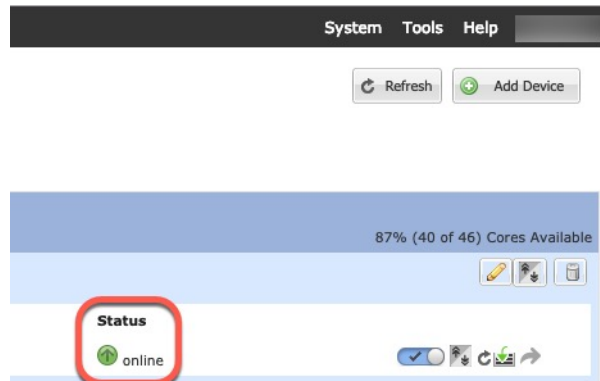 System Tools Help
Refresh Add Device
87% (40 of 46) Cores Available
Status
online